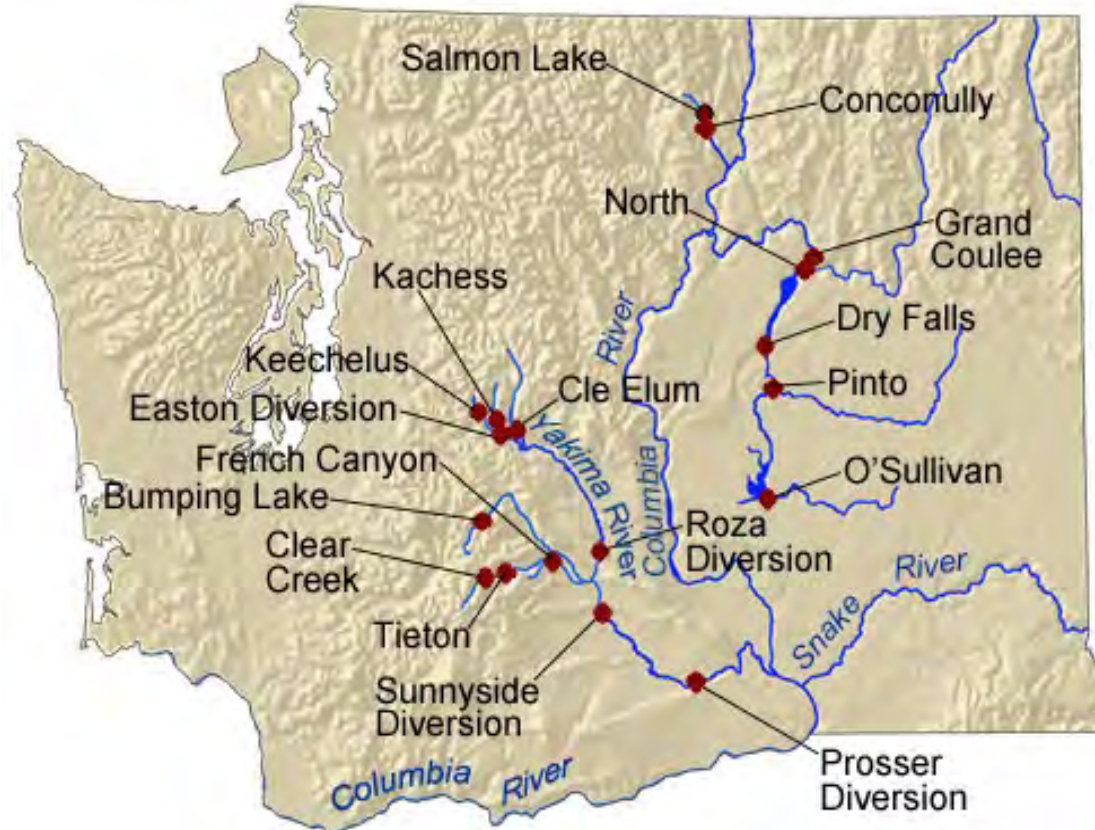 Salmon Lake
Conconully
North
Grand
Coulee
Kachess
River
Dry Falls
Keechelus
Cle Elum
Pinto
Easton Diversion
Yakima River
French Canyon
Columbia
O'Sullivan
Bumping Lake
Roza
Diversion
Clear
Creek
River
Snake
Tieton
Sunnyside
Diversion
Prosser
Diversion
Columbia
River